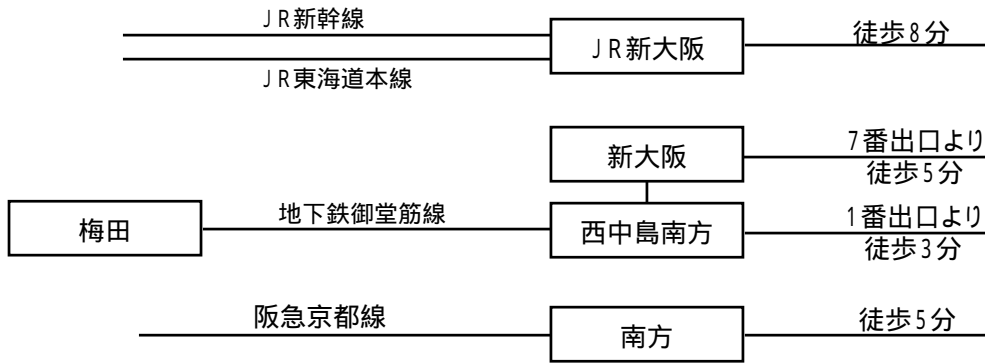 JR新幹線
JR新大阪
徒歩8分
JR東海道本線
新大阪
7番出口より
徒歩5分
梅田
地下鉄御堂筋線
西中島南方
1番出口より
徒歩3分
阪急京都線
南方
徒歩5分